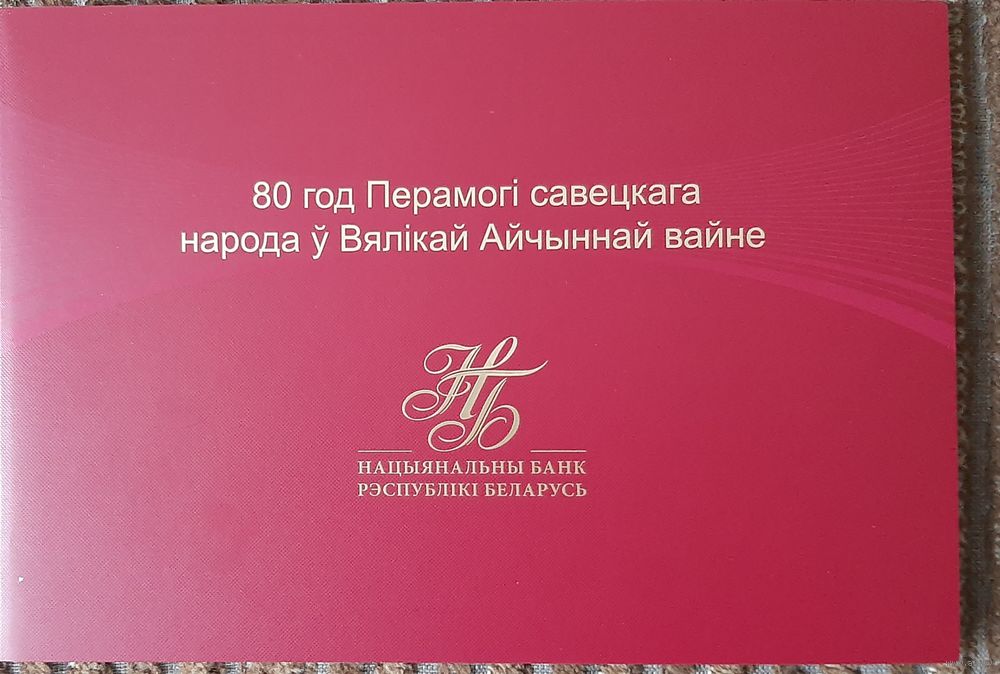 80 год Перамогі савецкага
народа ў Вялікай Айчыннай вайне
НБ
НАЦЫЯНАЛЬНЫ БАНК
РЭСПУБЛІКІ БЕЛАРУСЬ